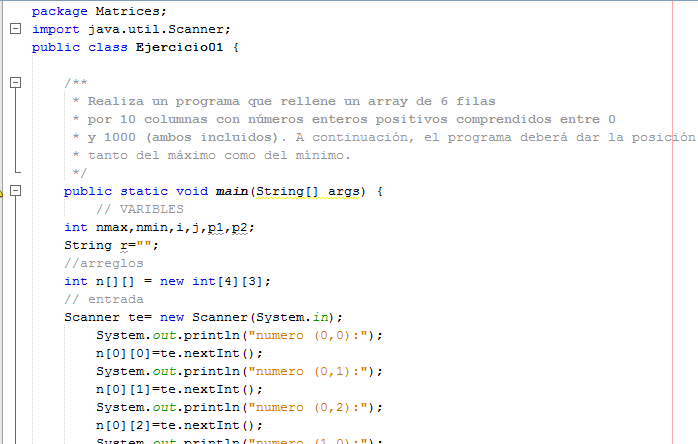 package Matrices;
import java.util.Scanner;
public class Ejercicio01 {
/**
* Realiza un programa que rellene un array de 6 filas
* por 10 columnas con números enteros positivos comprendidos entre 0
* y 1000 (ambos incluidos). A continuación, el programa deberá dar la posición
* tanto del máximo como del mínimo.
*/
public static void main(String[] args) {
// VARIBLES
int nmax,nmin,i,j,p1,p2;
String r="";
//arreglos
int n[][] = new int[4][3];
// entrada
Scanner te= new Scanner(System.in);
System.out.println("numero (0,0):");
n[0][0]=te.nextInt();
System.out.println("numero (0,1):");
n[0][1]=te.nextInt();
System.out.println("numero (0,2):");
n[0][2]=te.nextInt();
System.out.println("numero (1,0):");